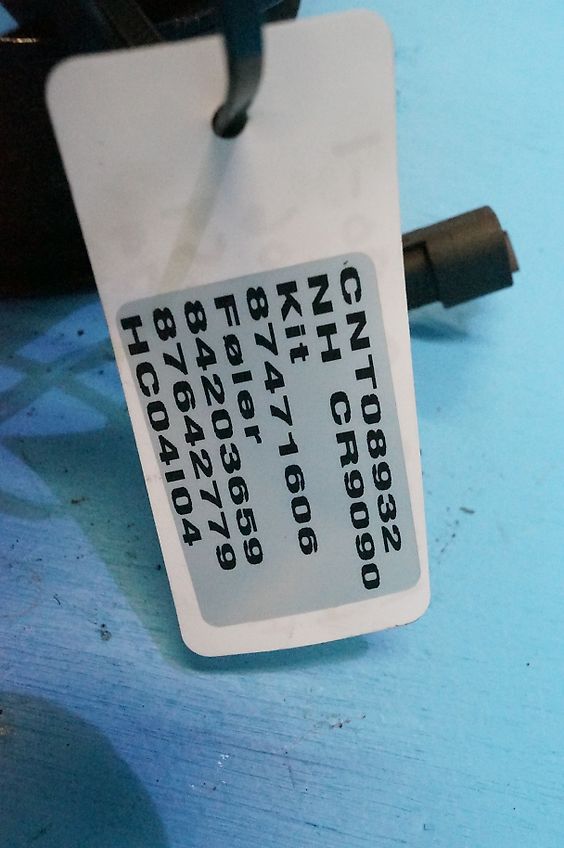 CNT08932
NH CR9090
Kit
87471606
Føler
84203659
87642779
HC04I04